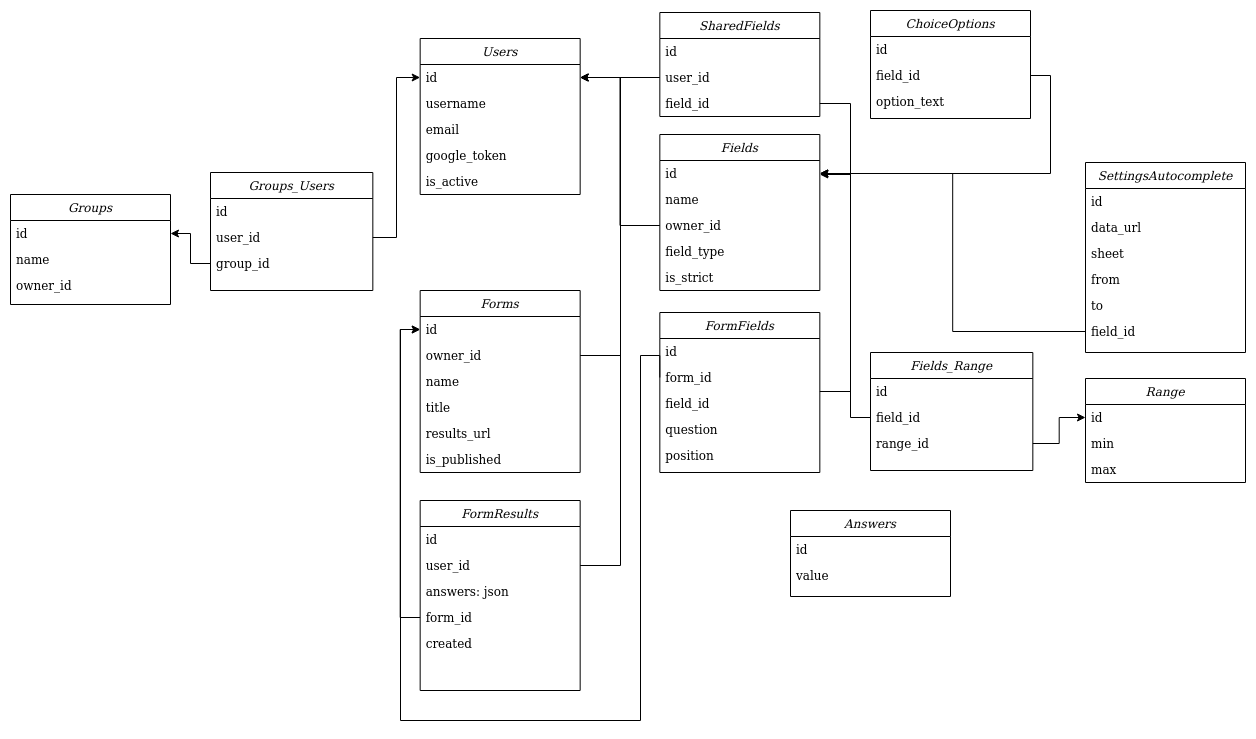 Groups
id
name
owner_id
Groups_Users
id
user_id
group_id
Users
id
username
email
google_token
is_active
Forms
id
owner_id
name
title
results_url
is_published
FormResults
id
user_id
answers: json
form_id
created
SharedFields
id
user_id
field_id
Fields
id
name
owner_id
field_type
is_strict
FormFields
id
form_id
field_id
question
position
ChoiceOptions
id
field_id
option_text
Fields_Range
id
field_id
range_id
Answers
id
value
SettingsAutocomplete
id
data_url
sheet
from
to
field_id
Range
id
min
max